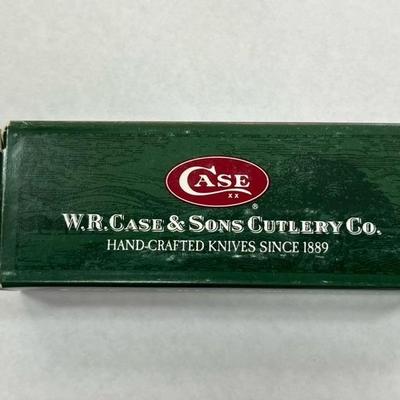 CASE
XX
®
W.R. CASE & SONS CUTLERY CO.
HAND-CRAFTED KNIVES SINCE 1889